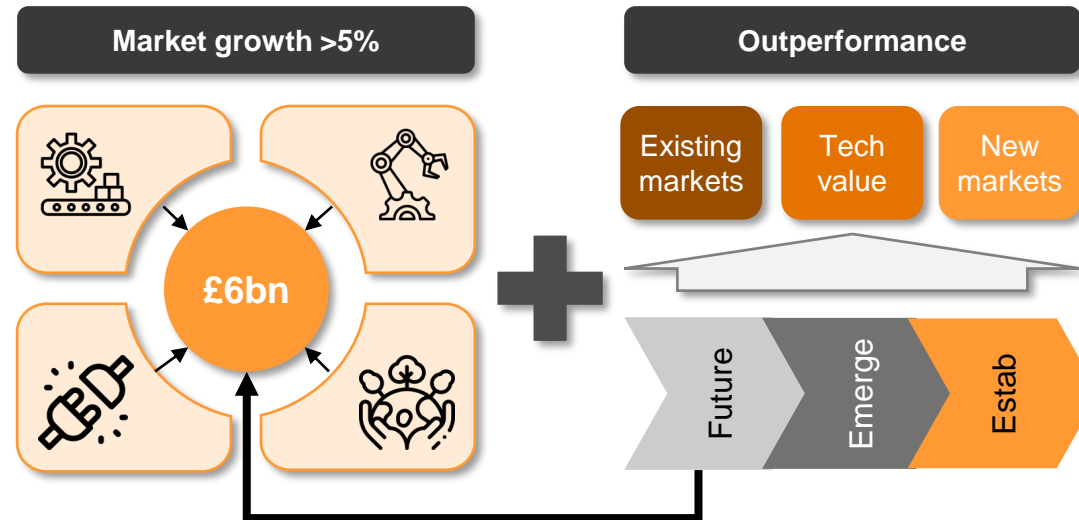 Market growth >5%
Outperformance
£6bn
Existing
markets
Tech
value
New
markets
Future
Emerge
Estab